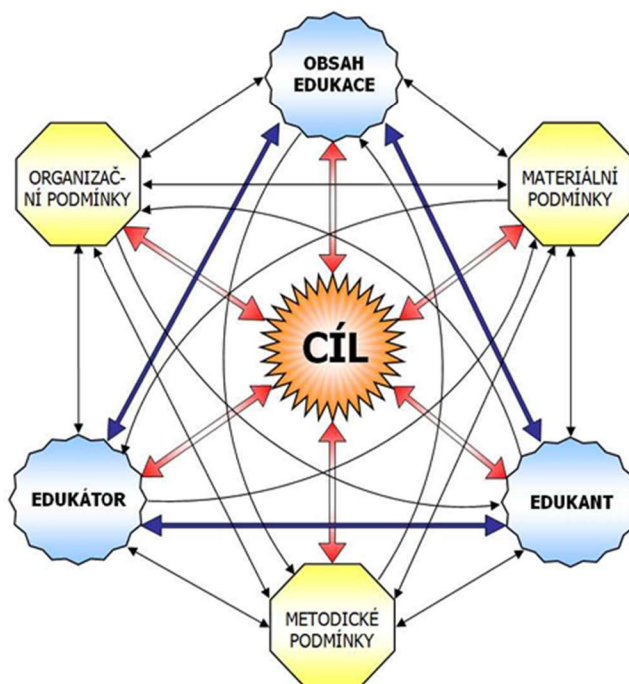 OBSAH
EDUKACE
ORGANIZAČ-
NÍ PODMÍNKY
MATERIÁLNÍ
PODMÍNKY
CÍL
EDUKÁTOR
EDUKANT
METODICKÉ
PODMÍNKY